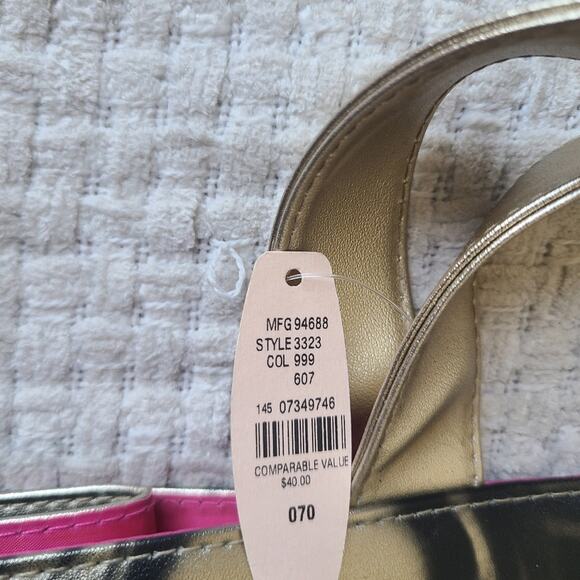 MFG 94688
STYLE 3323
COL 999
607
145 07349746
COMPARABLE VALUE
$40.00
070